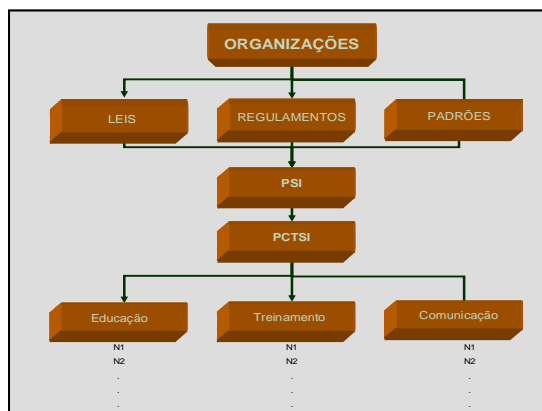 ORGANIZAÇÕES
LEIS
REGULAMENTOS
PADRÕES
PSI
PCTSI
Educação
Treinamento
Comunicação
N1 N1 N1
N2 N2 N2
. . .
. . .
. . .